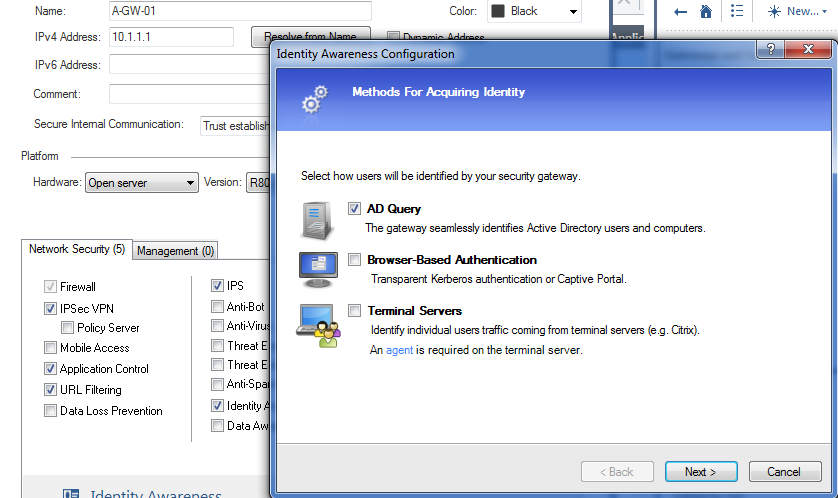 Name:
A-GW-01
Color:
Black
New...
IPv4 Address:
10.1.1.1
Resolve from Name
Dynamic Address
Applic
Identity Awareness Configuration
?
x
IPv6 Address:
Comment:
Methods For Acquiring Identity
Secure Internal Communication:
Trust establish
Platform
Hardware:
Open server
Version:
R80
Select how users will be identified by your security gateway.
AD Query
The gateway seamlessly identifies Active Directory users and computers.
Network Security (5)
Management (0)
Browser-Based Authentication
Transparent Kerberos authentication or Captive Portal.
Firewall
IPS
IPSec VPN
Anti-Bot
Terminal Servers
Policy Server
Anti-Virus
Identify individual users traffic coming from terminal servers (e.g. Citrix).
Mobile Access
Threat E
An agent is required on the terminal server.
Application Control
Threat E
URL Filtering
Anti-Spa
Data Loss Prevention
Identity A
Data Aw
< Back
Next >
Cancel
Identity Awareness